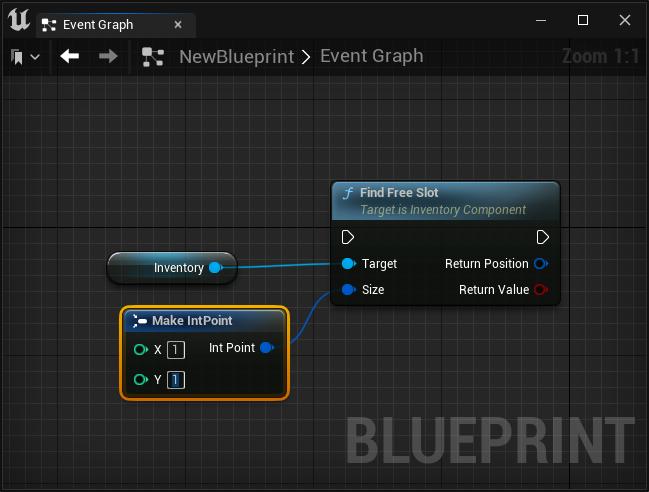 Event Graph
NewBlueprint > Event Graph
Zoom 1:1
Find Free Slot
Target is Inventory Component
Inventory
Target
Return Position
Size
Return Value
Make IntPoint
X 1
Int Point
Y 1
BLUEPRINT